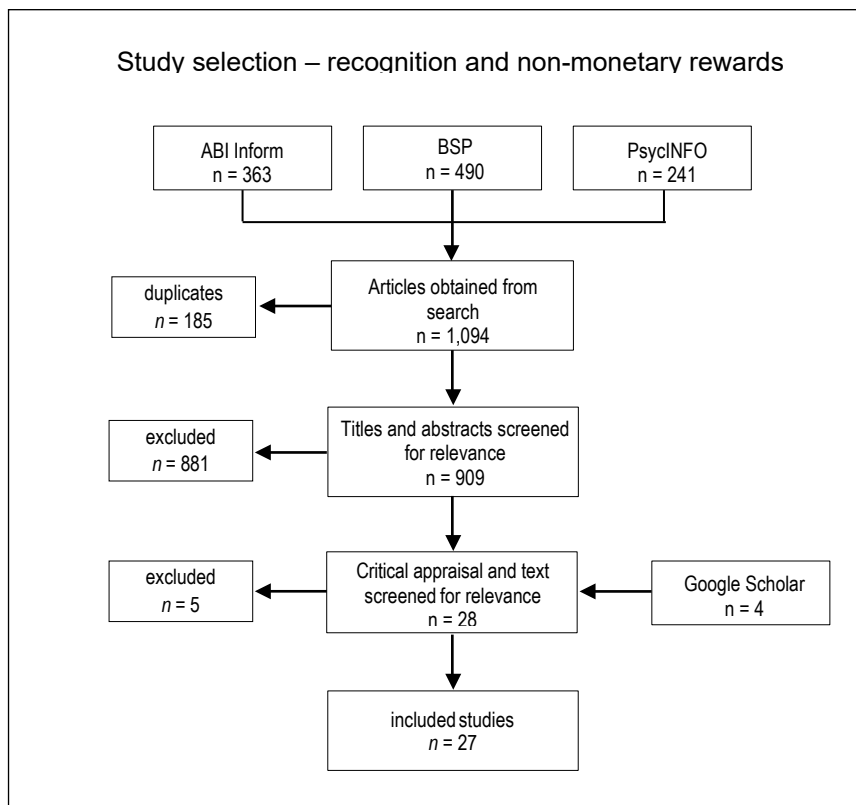 Study selection – recognition and non-monetary rewards
ABI Inform
n = 363
BSP
n = 490
PsycINFO
n = 241
duplicates
n = 185
Articles obtained from
search
n = 1,094
excluded
n = 881
Titles and abstracts screened
for relevance
n = 909
excluded
n = 5
Critical appraisal and text
screened for relevance
n = 28
Google Scholar
n = 4
included studies
n = 27